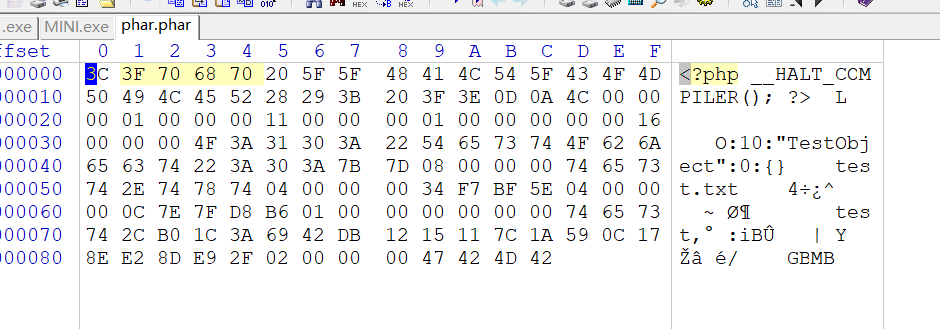 .exe MINI.exe phar.phar
ffset 0 1 2 3 4 5 6 7 8 9 A B C D E F
000000 3C 3F 70 68 70 20 5F 5F 48 41 4C 54 5F 43 4F 4D <?php __HALT_COM
000010 50 49 4C 45 52 28 29 3B 20 3F 3E 0D 0A 4C 00 00 PILER(); ?> L
000020 00 01 00 00 00 11 00 00 00 01 00 00 00 00 00 16
000030 00 00 00 4F 3A 31 30 3A 22 54 65 73 74 4F 62 6A O:10:"TestObj
000040 65 63 74 22 3A 30 3A 7B 7D 08 00 00 00 74 65 73 ect":0:{} tes
000050 74 2E 74 78 74 04 00 00 00 34 F7 BF 5E 04 00 00 t.txt 4÷¿^
000060 00 0C 7E 7F D8 B6 01 00 00 00 00 00 00 74 65 73 ~ Ø¶ tes
000070 74 2C B0 1C 3A 69 42 DB 12 15 11 7C 1A 59 0C 17 t,° :iBÛ | Y
000080 8E E2 8D E9 2F 02 00 00 00 47 42 4D 42 Žâ é/ GBMB